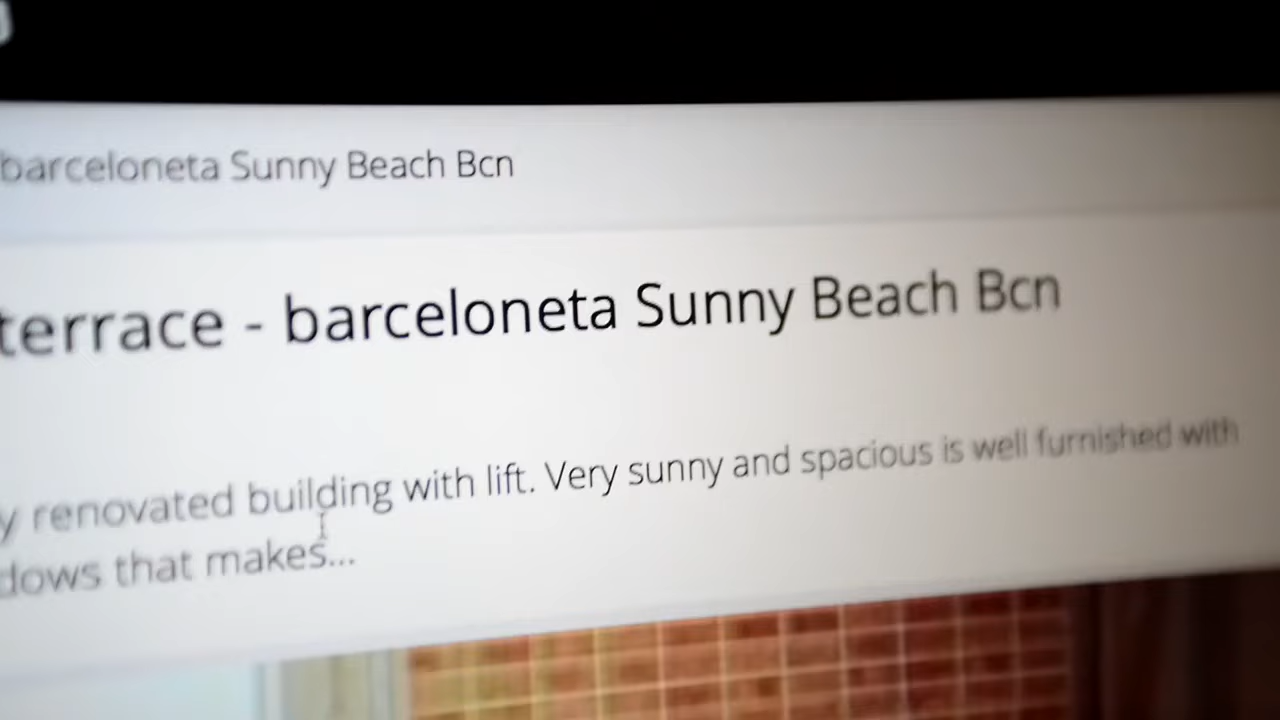 barceloneta Sunny Beach Bcn
terrace - barceloneta Sunny Beach Bcn
renovated building with lift. Very sunny and spacious is well furnished with
that makes...